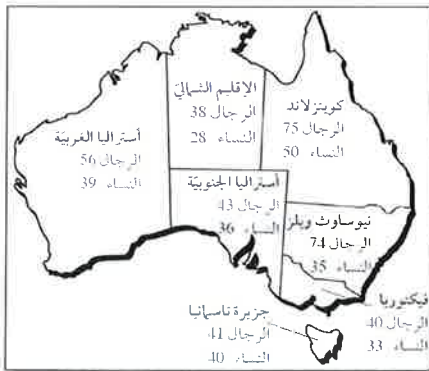 الإقليم الشمالي
الرجال 38
النساء 28
كوينزلاند
الرجال 75
النساء 50
أستراليا الغربية
الرجال 56
النساء 39
أستراليا الجنوبية
الرجال 43
النساء 36
نيوساوث ويلز
الرجال 74
النساء 35
فيكتوريا
الرجال 40
النساء 33
جزيرة تاسمانيا
الرجال 41
النساء 40